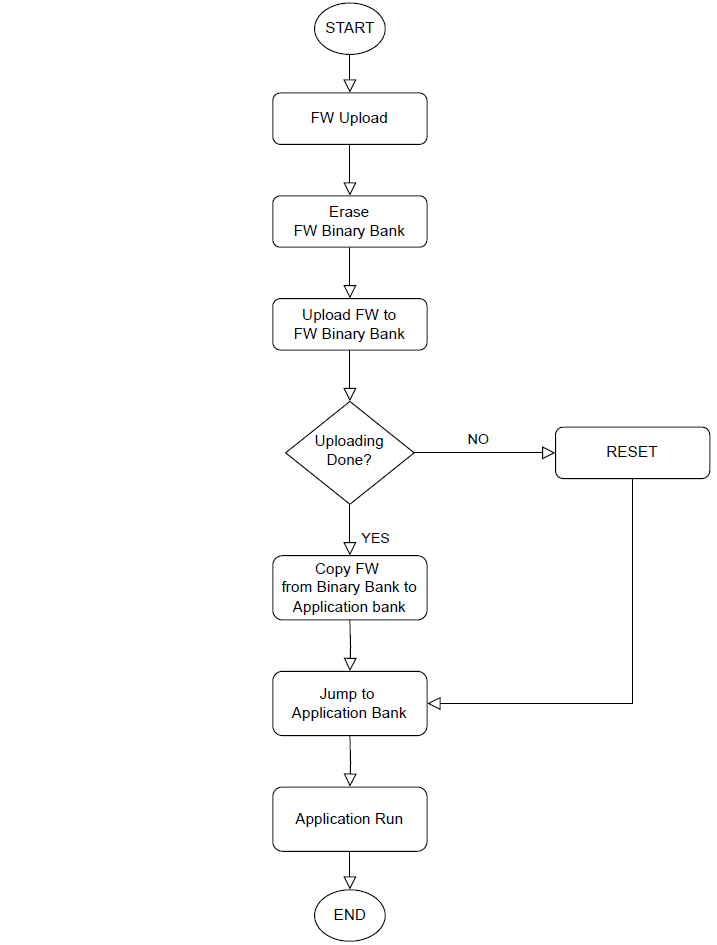 START
FW Upload
Erase
FW Binary Bank
Upload FW to
FW Binary Bank
Uploading
Done?
NO
RESET
YES
Copy FW
from Binary Bank to
Application bank
Jump to
Application Bank
Application Run
END